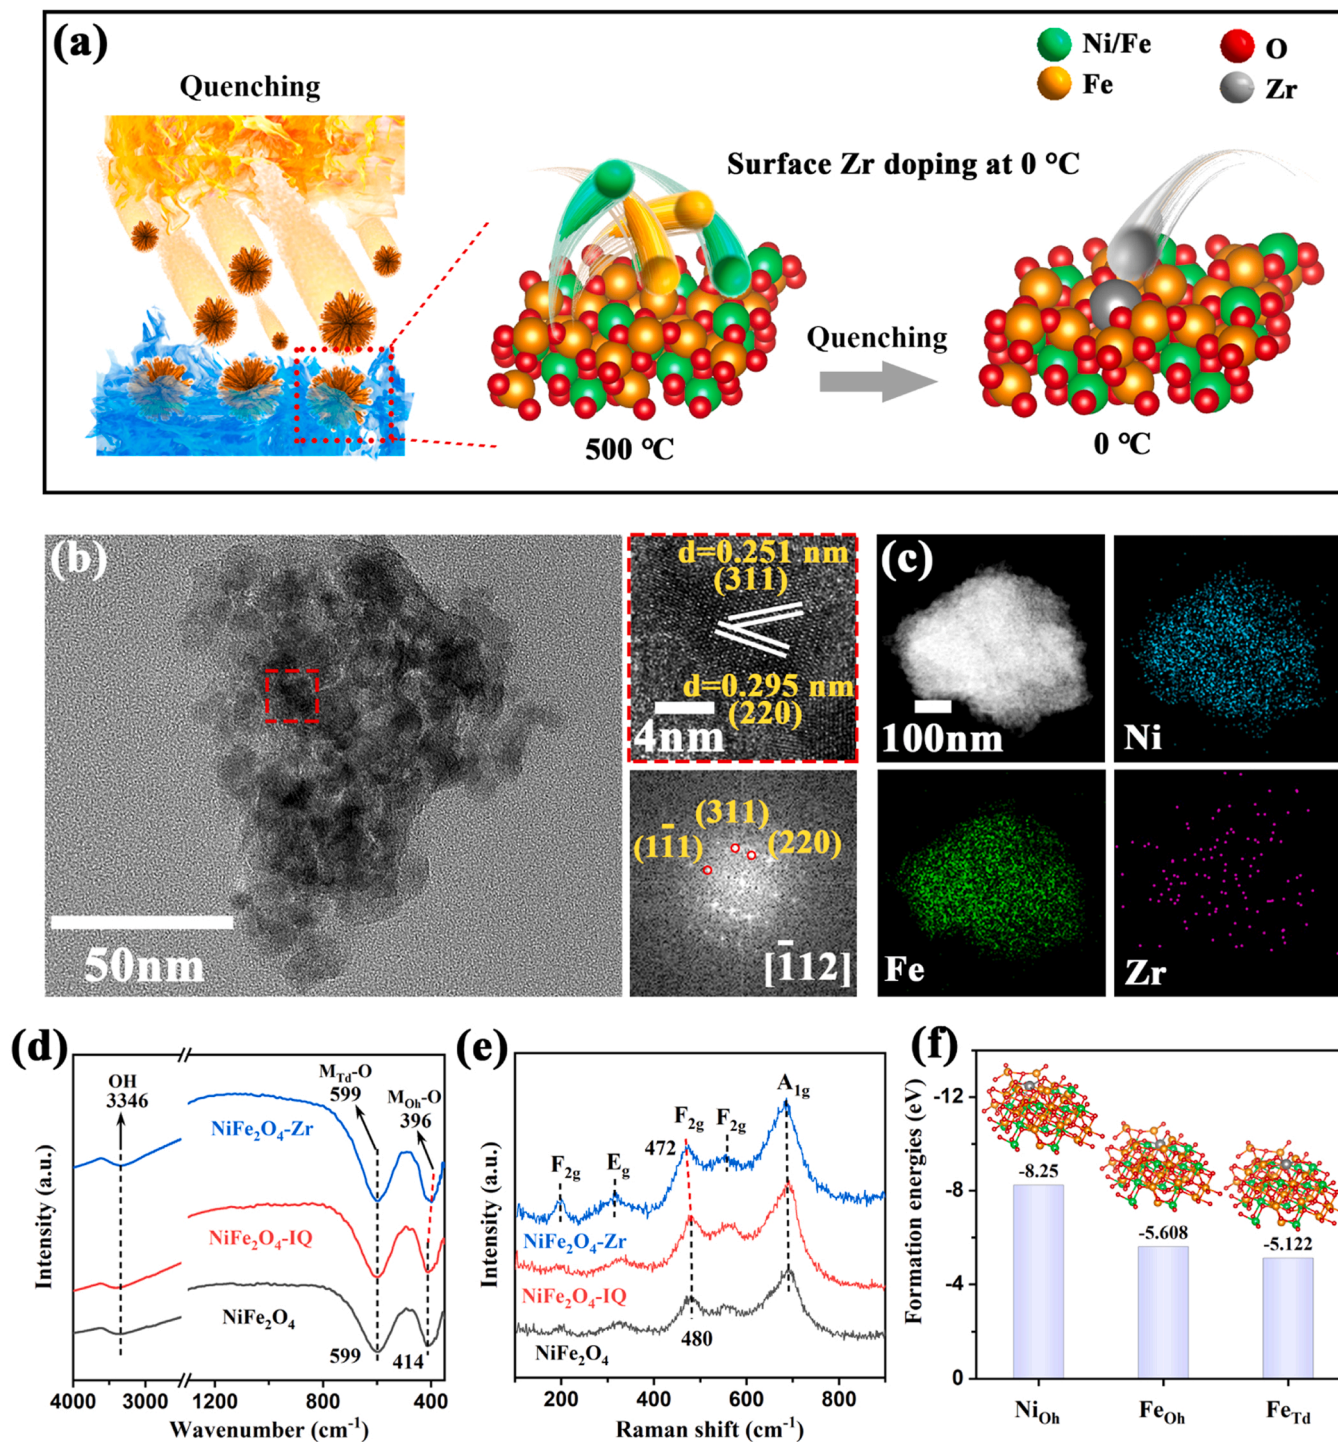 (a)
Quenching
Ni/Fe
O
Fe
Zr
Surface Zr doping at 0 °C
Quenching
500 °C
0 °C
(b)
50nm
d=0.251 nm
(311)
d=0.295 nm
(220)
4nm
(311)
(11̄1)
(220)
[1̄12]
(c)
100nm
Ni
Fe
Zr
(d)
OH
3346
M_Td-O
599
M_Oh-O
396
NiFe₂O₄-Zr
NiFe₂O₄-IQ
NiFe₂O₄
599
414
Intensity (a.u.)
4000
3000
1200
800
400
Wavenumber (cm⁻¹)
(e)
F₂g
E_g
472
F₂g
F₂g
A₁g
NiFe₂O₄-Zr
NiFe₂O₄-IQ
480
NiFe₂O₄
Intensity (a.u.)
200
400
600
800
Raman shift (cm⁻¹)
(f)
Formation energies (eV)
-12
-8
-4
0
-8.25
-5.608
-5.122
Ni_Oh
Fe_Oh
Fe_Td